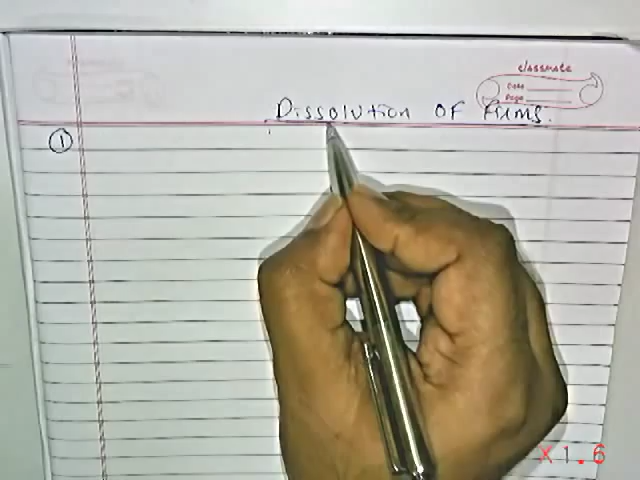 classmate
Date
Page
Dissolution of Firms.
1
x1.6